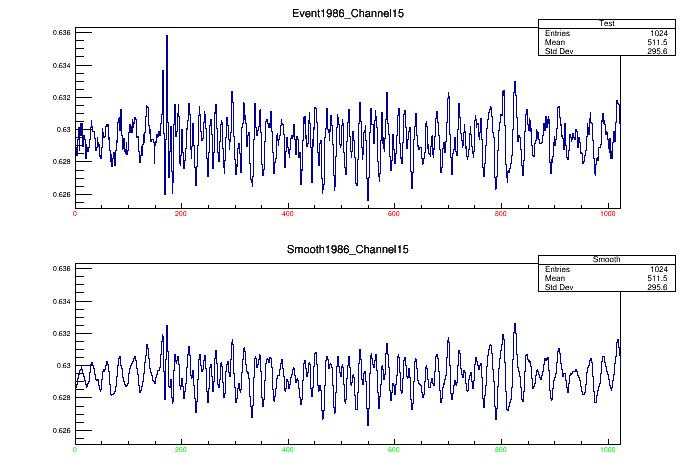 Event1986_Channel15
Test
Entries 1024
Mean 511.5
Std Dev 295.6
0.636
0.634
0.632
0.63
0.628
0.626
0 200 400 600 800 1000
Smooth1986_Channel15
Smooth
Entries 1024
Mean 511.5
Std Dev 295.6
0.636
0.634
0.632
0.63
0.628
0.626
0 200 400 600 800 1000